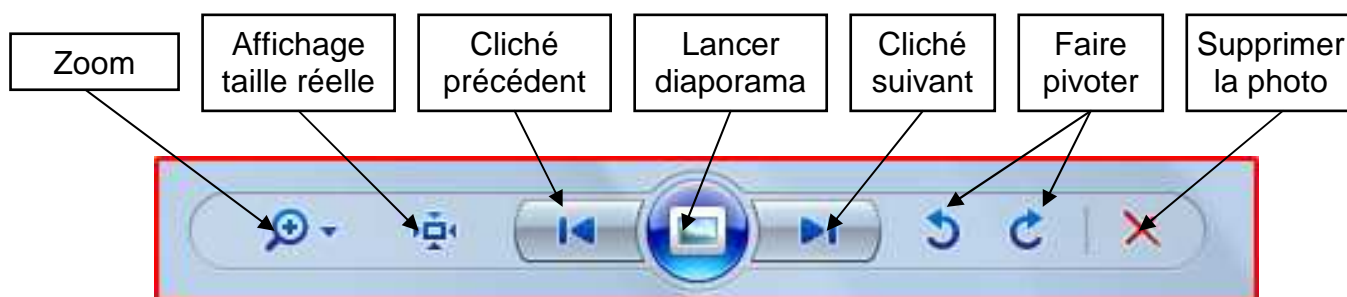 Zoom
Affichage
taille réelle
Cliché
précédent
Lancer
diaporama
Cliché
suivant
Faire
pivoter
Supprimer
la photo